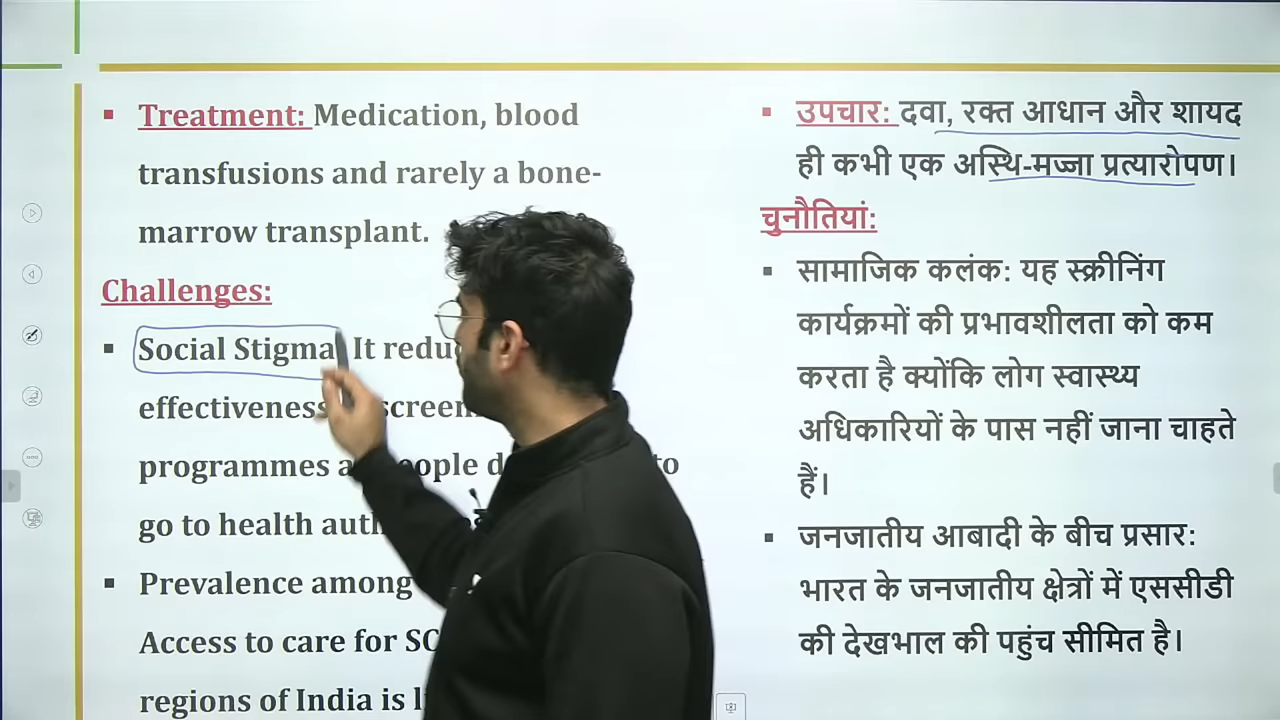 ▪ Treatment: Medication, blood
transfusions and rarely a bone-
marrow transplant.
Challenges:
▪ Social Stigma It
effectiveness
programmes
go to health
▪ Prevalence among
Access to care for
regions of India is
▪ उपचार: दवा, रक्त आधान और शायद
ही कभी एक अस्थि-मज्जा प्रत्यारोपण।
चुनौतियां:
▪ सामाजिक कलंक: यह स्क्रीनिंग
कार्यक्रमों की प्रभावशीलता को कम
करता है क्योंकि लोग स्वास्थ्य
अधिकारियों के पास नहीं जाना चाहते
हैं।
▪ जनजातीय आबादी के बीच प्रसार:
भारत के जनजातीय क्षेत्रों में एससीडी
की देखभाल की पहुंच सीमित है।